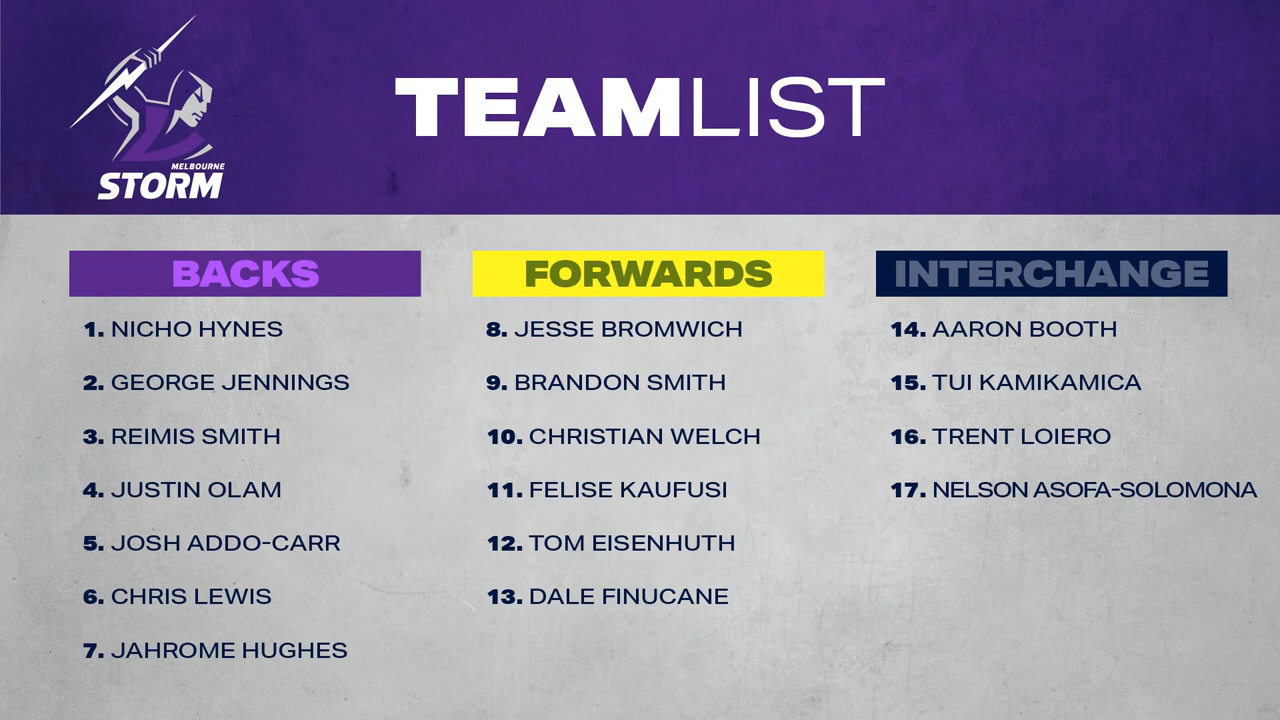 MELBOURNE
STORM
TEAMLIST
BACKS
1. NICHO HYNES
2. GEORGE JENNINGS
3. REIMIS SMITH
4. JUSTIN OLAM
5. JOSH ADDO-CARR
6. CHRIS LEWIS
7. JAHROME HUGHES
FORWARDS
8. JESSE BROMWICH
9. BRANDON SMITH
10. CHRISTIAN WELCH
11. FELISE KAUFUSI
12. TOM EISENHUTH
13. DALE FINUCANE
INTERCHANGE
14. AARON BOOTH
15. TUI KAMIKAMICA
16. TRENT LOIERO
17. NELSON ASOFA-SOLOMONA